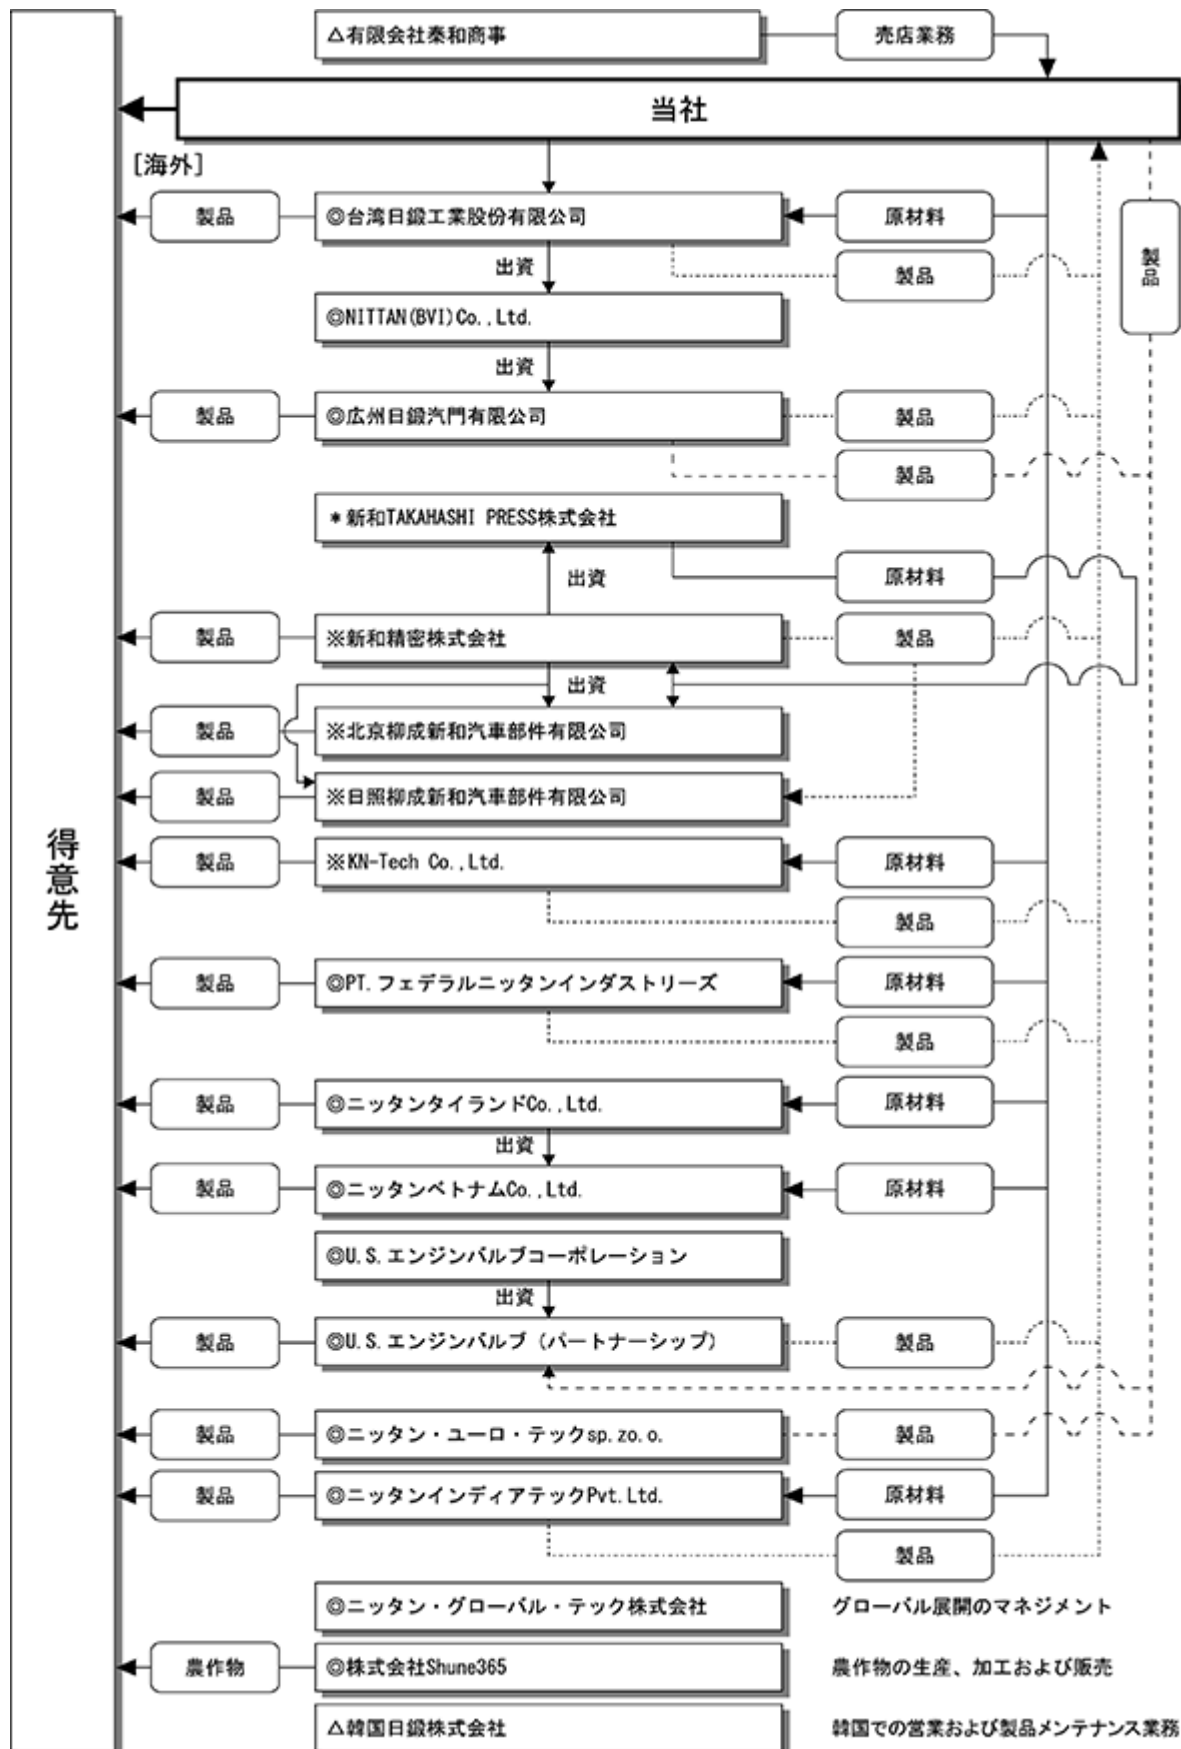 △有限会社秦和商事
売店業務
当社
[海外]
製品
◎台湾日鍛工業股份有限公司
原材料
製品
製品
出資
◎NITTAN(BVI)Co.,Ltd.
出資
製品
◎広州日鍛汽門有限公司
製品
製品
＊新和TAKAHASHI PRESS株式会社
出資
原材料
製品
※新和精密株式会社
製品
出資
製品
※北京柳成新和汽車部件有限公司
製品
※日照柳成新和汽車部件有限公司
得意先
製品
※KN-Tech Co.,Ltd.
原材料
製品
製品
◎PT.フェデラルニッタンインダストリーズ
原材料
製品
製品
◎ニッタンタイランドCo.,Ltd.
原材料
出資
製品
◎ニッタンベトナムCo.,Ltd.
原材料
◎U.S.エンジンバルブコーポレーション
出資
製品
◎U.S.エンジンバルブ（パートナーシップ）
製品
製品
◎ニッタン・ユーロ・テックsp.zo.o.
製品
製品
◎ニッタンインディアテックPvt.Ltd.
原材料
製品
◎ニッタン・グローバル・テック株式会社
グローバル展開のマネジメント
農作物
◎株式会社Shune365
農作物の生産、加工および販売
△韓国日鍛株式会社
韓国での営業および製品メンテナンス業務